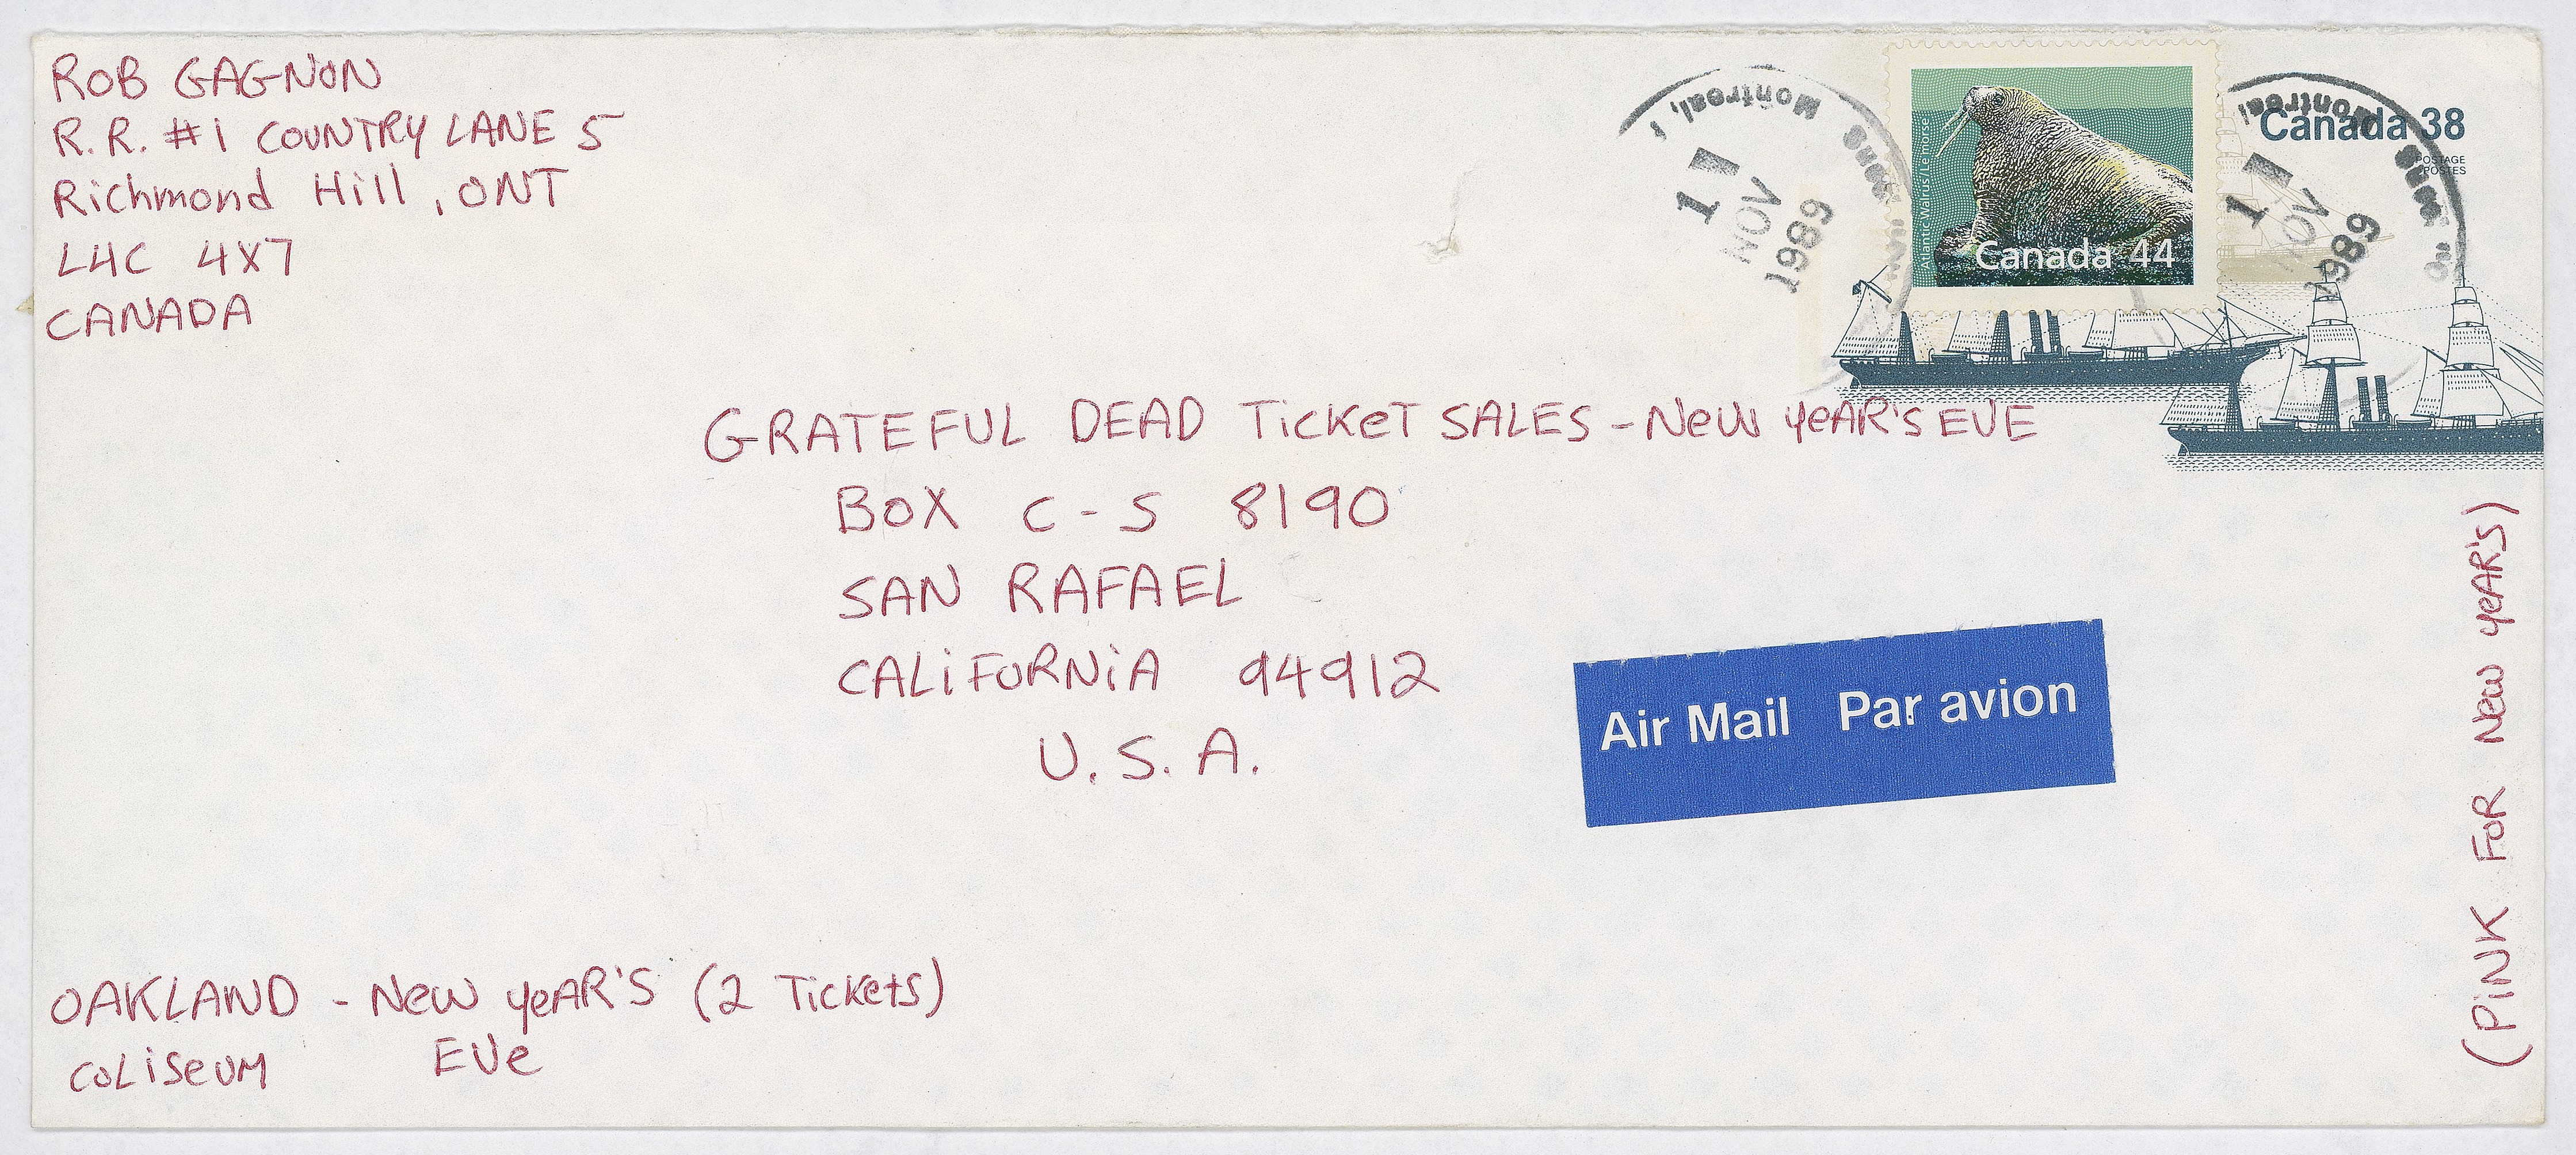 ROB GAGNON
R.R. #1 COUNTRY LANE 5
Richmond Hill, ONT
L4C 4X7
CANADA
Montreal,
1 NOV 1989
Atlantic Walrus/Le morse
Canada 44
Montreal,
1 NOV 1989
Canada 38
POSTAGE
POSTES
GRATEFUL DEAD TickeT SALES - New YeAR'S EVE
BOX C-S 8190
SAN RAFAEL
CALiFORNiA 94912
U.S.A.
Air Mail Par avion
OAKLAND - New YeAR'S (2 Tickets)
COLiSeUM EVe
(PiNK FOR New YeAR'S)